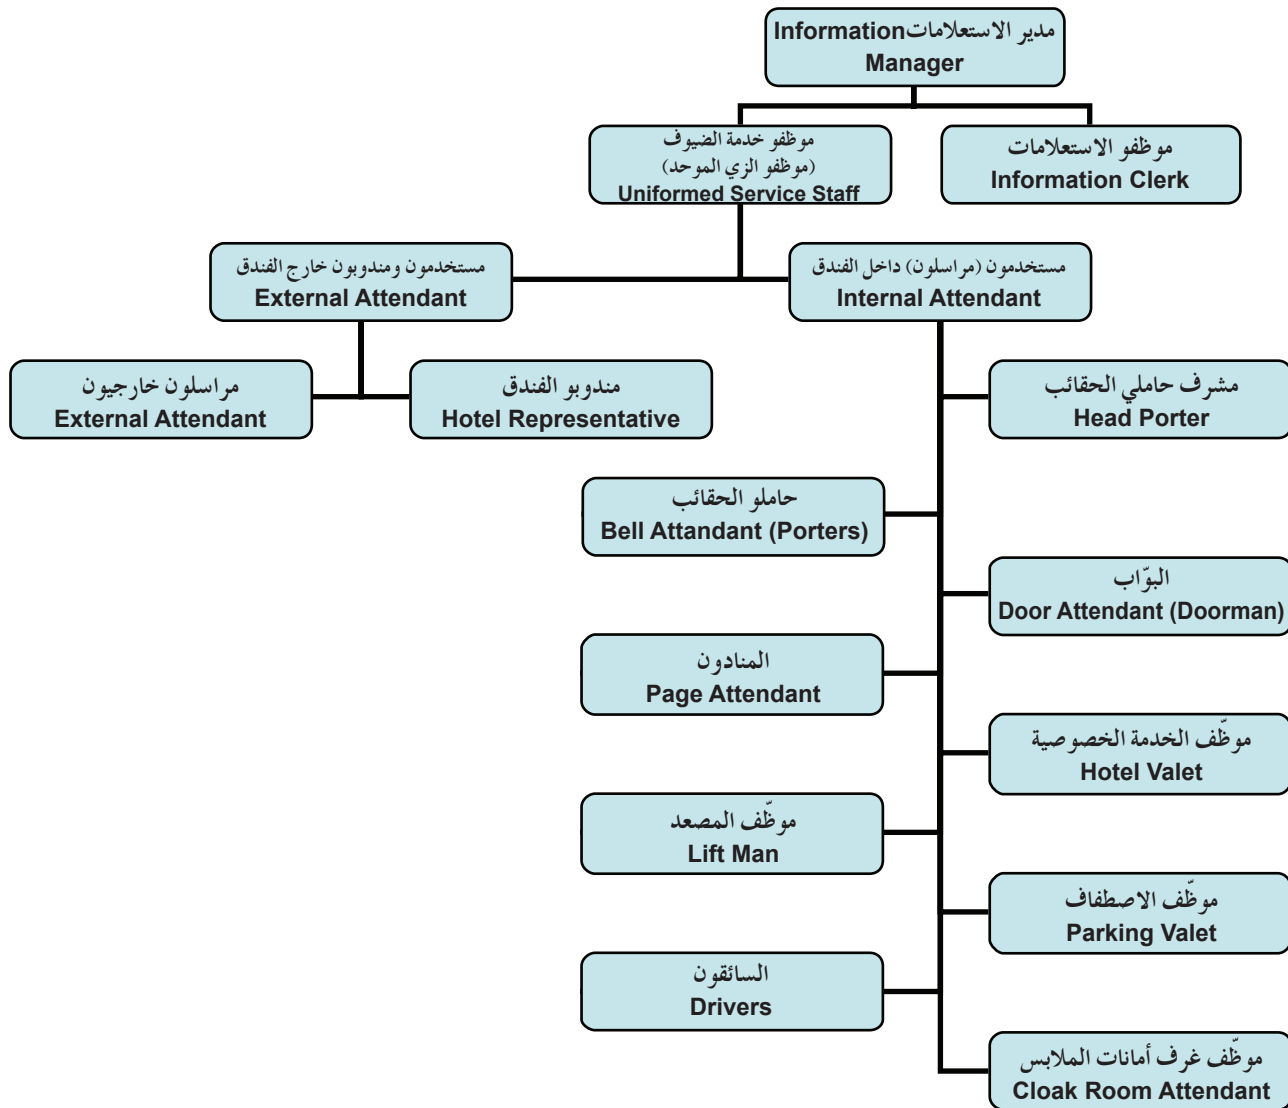 مدير الاستعلامات Information
Manager
موظفو الاستعلامات
Information Clerk
موظفو خدمة الضيوف
(موظفو الزي الموحد)
Uniformed Service Staff
مستخدمون (مراسلون) داخل الفندق
Internal Attendant
مستخدمون ومندوبون خارج الفندق
External Attendant
مندوبو الفندق
Hotel Representative
مراسلون خارجيون
External Attendant
مشرف حاملي الحقائب
Head Porter
حاملو الحقائب
Bell Attandant (Porters)
البوّاب
Door Attendant (Doorman)
المنادون
Page Attendant
موظّف الخدمة الخصوصية
Hotel Valet
موظّف المصعد
Lift Man
موظّف الاصطفاف
Parking Valet
السائقون
Drivers
موظّف غرف أمانات الملابس
Cloak Room Attendant